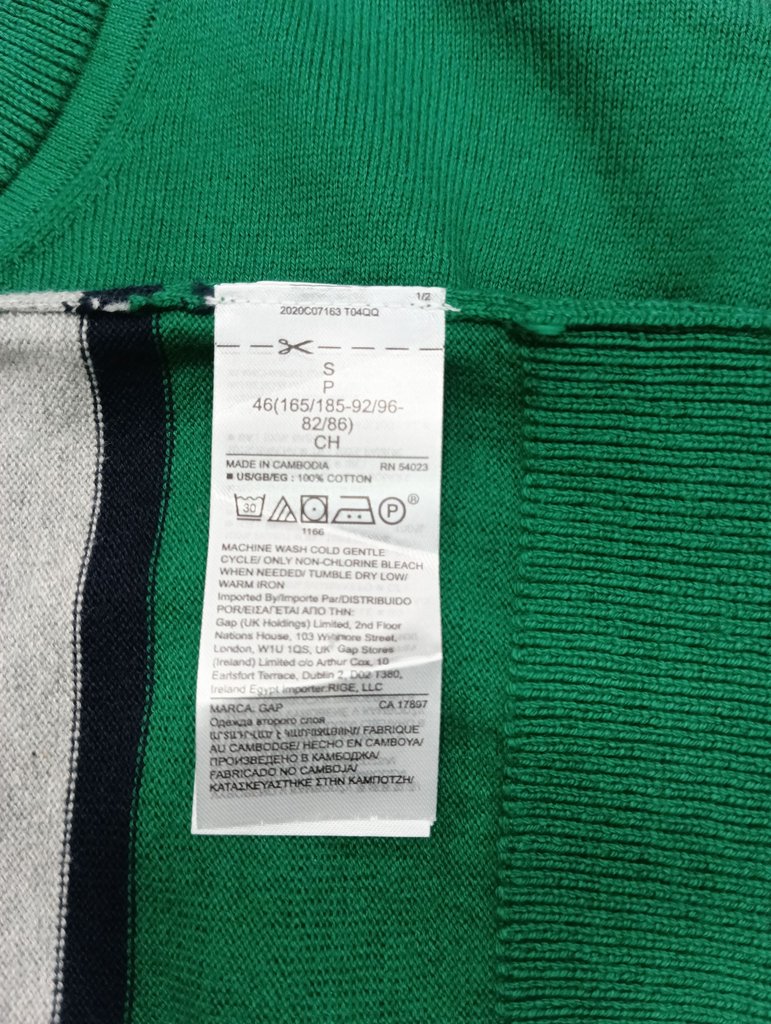 1/2
2020C07163 T04QQ
S
P
46(165/185-92/96-
82/86)
CH
MADE IN CAMBODIA RN 54023
■ US/GB/EG : 100% COTTON
30 P ®
1166
MACHINE WASH COLD GENTLE
CYCLE/ ONLY NON-CHLORINE BLEACH
WHEN NEEDED/ TUMBLE DRY LOW/
WARM IRON
Imported By/Importe Par/DISTRIBUIDO
POR/ΕΙΣΑΓΕΤΑΙ ΑΠΟ ΤΗΝ:
Gap (UK Holdings) Limited, 2nd Floor
Nations House, 103 Wigmore Street,
London, W1U 1QS, UK Gap Stores
(Ireland) Limited c/o Arthur Cox, 10
Earlsfort Terrace, Dublin 2, D02 T380,
Ireland Egypt Importer:RIGE, LLC
MARCA: GAP CA 17897
Одежда второго слоя
FABRIQUE
AU CAMBODGE/ HECHO EN CAMBOYA/
ПРОИЗВЕДЕНО В КАМБОДЖА/
FABRICADO NO CAMBOJA/
ΚΑΤΑΣΚΕΥΑΣΤΗΚΕ ΣΤΗΝ ΚΑΜΠΟΤΖΗ/